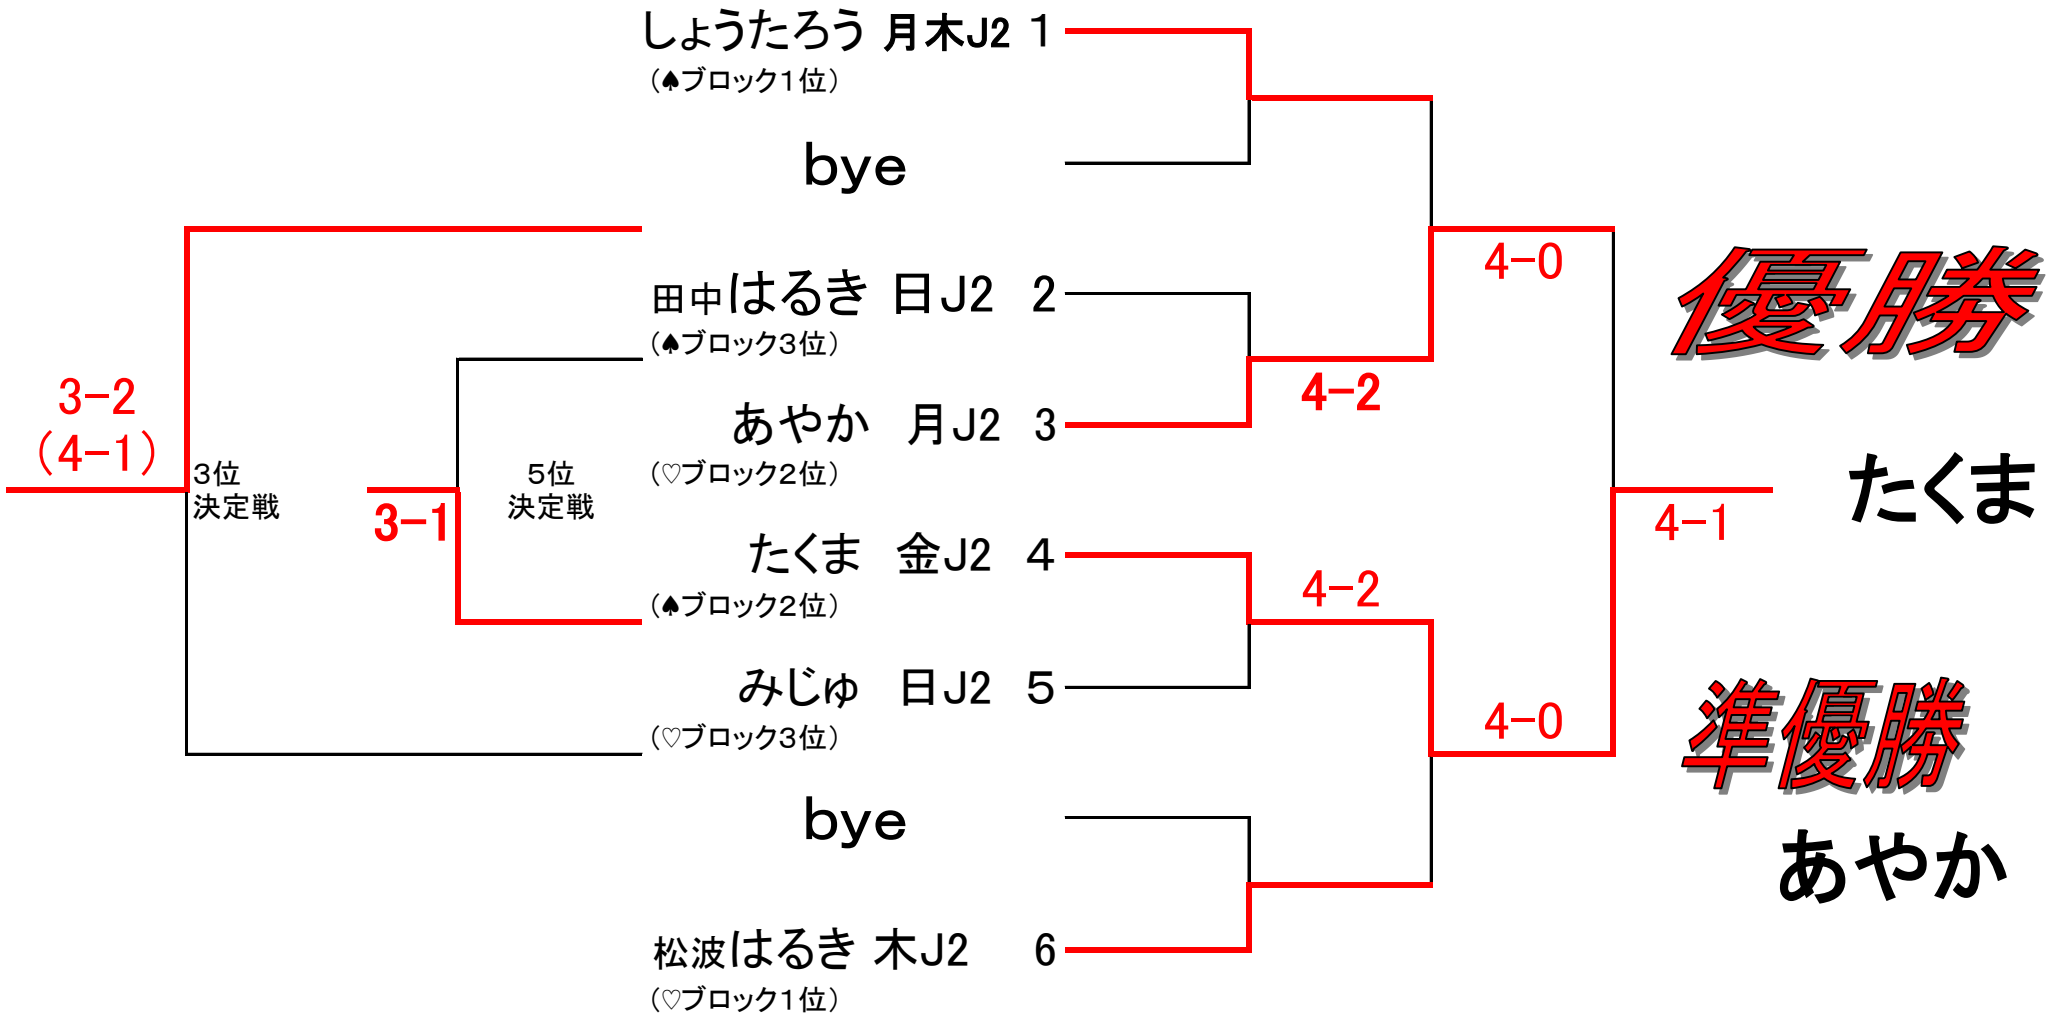 しょうたろう 月木J2 1
（♠ブロック１位）
ｂｙｅ
田中はるき 日J2 2
（♠ブロック３位）
あやか 月J2 3
（♡ブロック２位）
たくま 金J2 4
（♠ブロック２位）
みじゅ 日J2 5
（♡ブロック３位）
ｂｙｅ
松波はるき 木J2 6
（♡ブロック１位）
3-2
（4-1）
３位
決定戦
3-1
５位
決定戦
4-2
4-2
4-0
4-0
4-1
優勝
たくま
準優勝
あやか